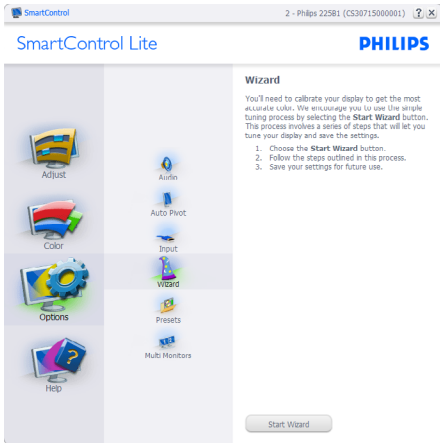 SmartControl
2 - Philips 225B1 (CS30715000001)
? X
SmartControl Lite
PHILIPS
Adjust
Color
Options
Help
Audio
Auto Pivot
Input
Wizard
Presets
Multi Monitors
Wizard
You'll need to calibrate your display to get the most
accurate color. We encourage you to use the simple
tuning process by selecting the Start Wizard button.
This process involves a series of steps that will let you
tune your display and save the settings.
1. Choose the Start Wizard button.
2. Follow the steps outlined in this process.
3. Save your settings for future use.
Start Wizard